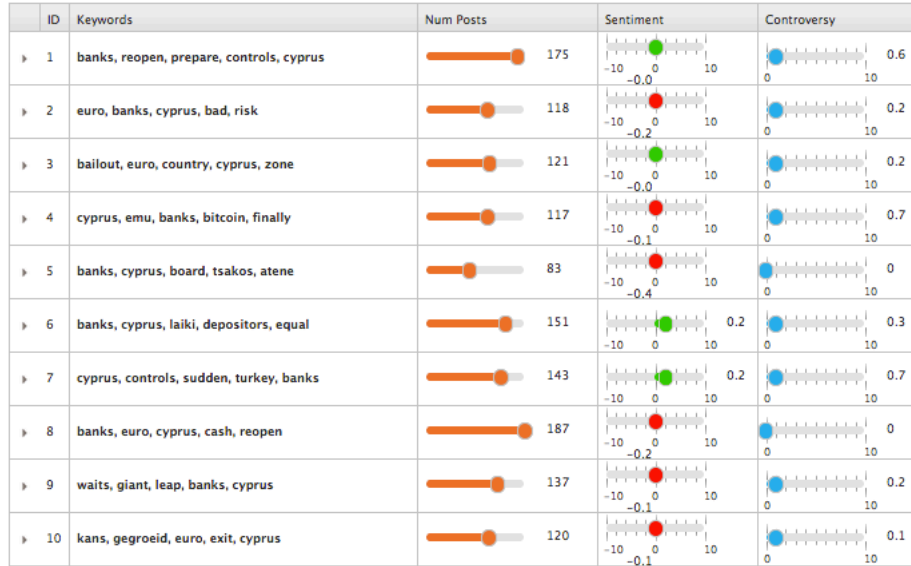 ID Keywords Num Posts Sentiment Controversy
1 banks, reopen, prepare, controls, cyprus 175 -10 0 10 -0.0 0 10 0.6
2 euro, banks, cyprus, bad, risk 118 -10 0 10 -0.2 0 10 0.2
3 bailout, euro, country, cyprus, zone 121 -10 0 10 -0.0 0 10 0.2
4 cyprus, emu, banks, bitcoin, finally 117 -10 0 10 -0.1 0 10 0.7
5 banks, cyprus, board, tsakos, atene 83 -10 0 10 -0.4 0 10 0
6 banks, cyprus, laiki, depositors, equal 151 -10 0 10 0.2 0 10 0.3
7 cyprus, controls, sudden, turkey, banks 143 -10 0 10 0.2 0 10 0.7
8 banks, euro, cyprus, cash, reopen 187 -10 0 10 -0.2 0 10 0
9 waits, giant, leap, banks, cyprus 137 -10 0 10 -0.1 0 10 0.2
10 kans, gegroeid, euro, exit, cyprus 120 -10 0 10 -0.1 0 10 0.1